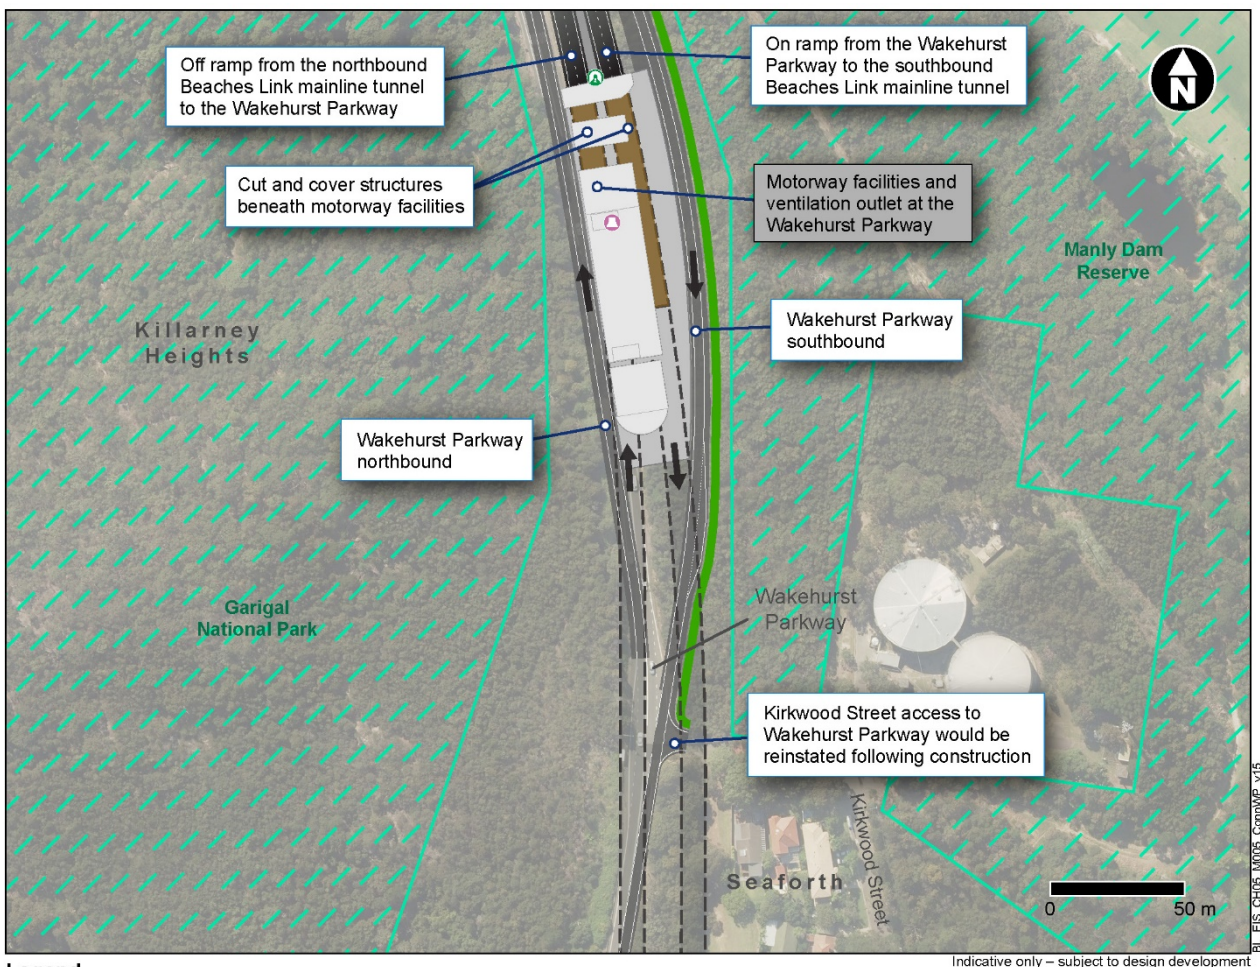 Off ramp from the northbound
Beaches Link mainline tunnel
to the Wakehurst Parkway
On ramp from the Wakehurst
Parkway to the southbound
Beaches Link mainline tunnel
N
Cut and cover structures
beneath motorway facilities
Motorway facilities and
ventilation outlet at the
Wakehurst Parkway
Manly Dam
Reserve
Killarney
Heights
Wakehurst Parkway
southbound
Wakehurst Parkway
northbound
Garigal
National Park
Wakehurst
Parkway
Kirkwood Street access to
Wakehurst Parkway would be
reinstated following construction
Kirkwood Street
Seaforth
0 50 m
BL_EIS_CH05_M005_ConnWP_v15
Indicative only – subject to design development